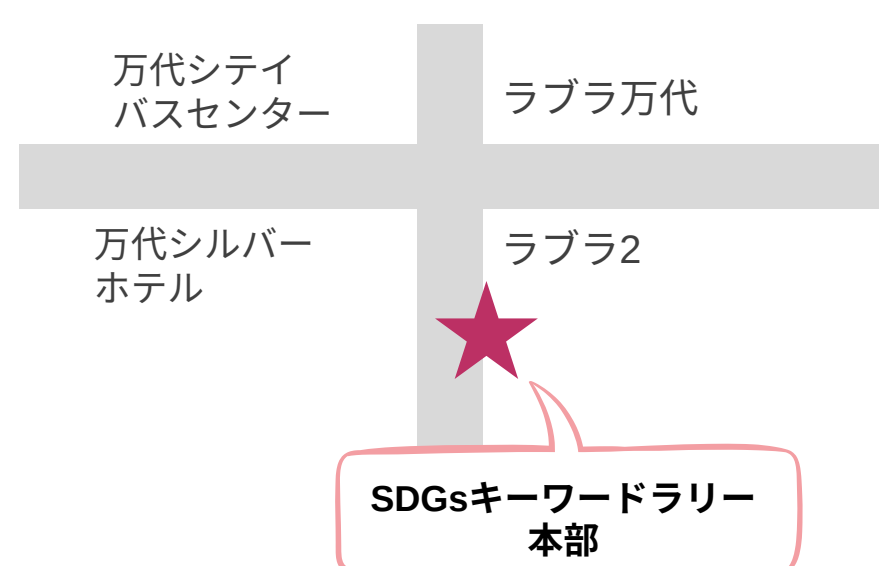 万代シテイ
バスセンター
ラブラ万代
万代シルバー
ホテル
ラブラ2
SDGsキーワードラリー
本部